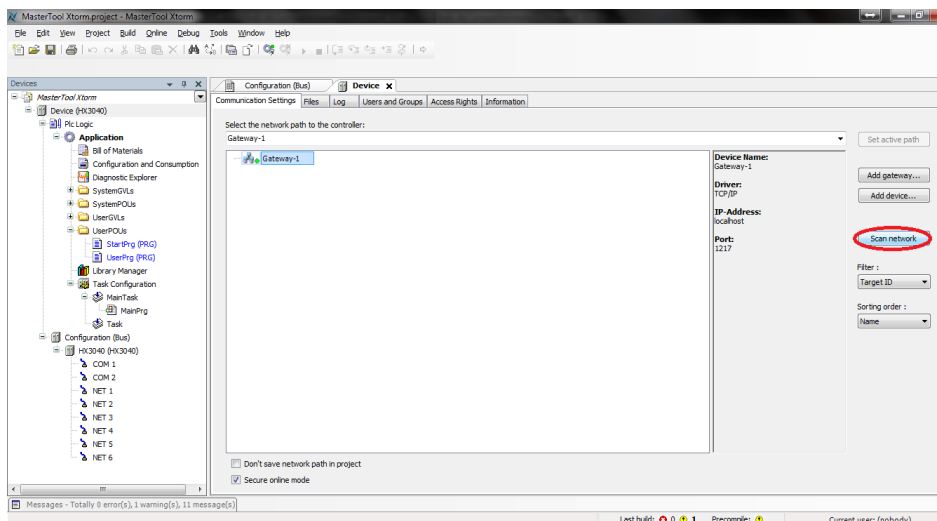 MasterTool Xtorm.project - MasterTool Xtorm
File Edit View Project Build Online Debug Tools Window Help
Devices
MasterTool Xtorm
Device (HX3040)
Plc Logic
Application
Bill of Materials
Configuration and Consumption
Diagnostic Explorer
SystemGVLs
SystemPOUs
UserGVLs
UserPOUs
StartPrg (PRG)
UserPrg (PRG)
Library Manager
Task Configuration
MainTask
MainPrg
Task
Configuration (Bus)
HX3040 (HX3040)
COM 1
COM 2
NET 1
NET 2
NET 3
NET 4
NET 5
NET 6
Configuration (Bus) Device
Communication Settings Files Log Users and Groups Access Rights Information
Select the network path to the controller:
Gateway-1
Set active path
Gateway-1
Device Name:
Gateway-1
Driver:
TCP/IP
IP-Address:
localhost
Port:
1217
Add gateway...
Add device...
Scan network
Filter :
Target ID
Sorting order :
Name
Don't save network path in project
Secure online mode
Messages - Totally 0 error(s), 1 warning(s), 11 message(s)
Last build: 0 1 Precompile: Current user: (nobody)